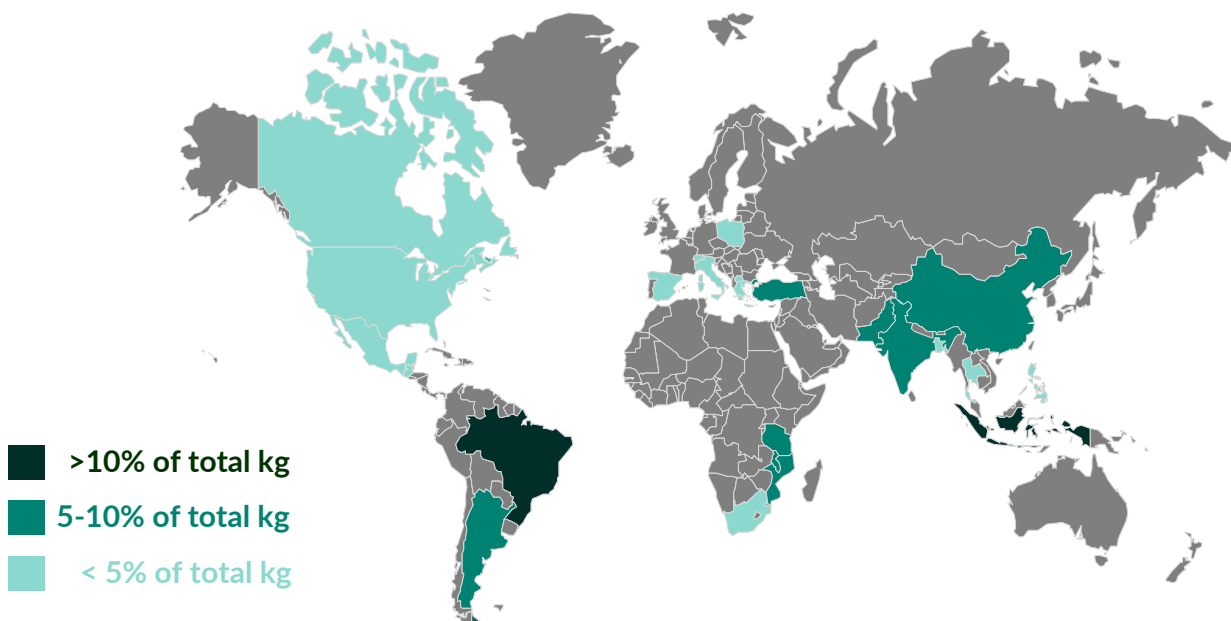 >10% of total kg
5-10% of total kg
< 5% of total kg